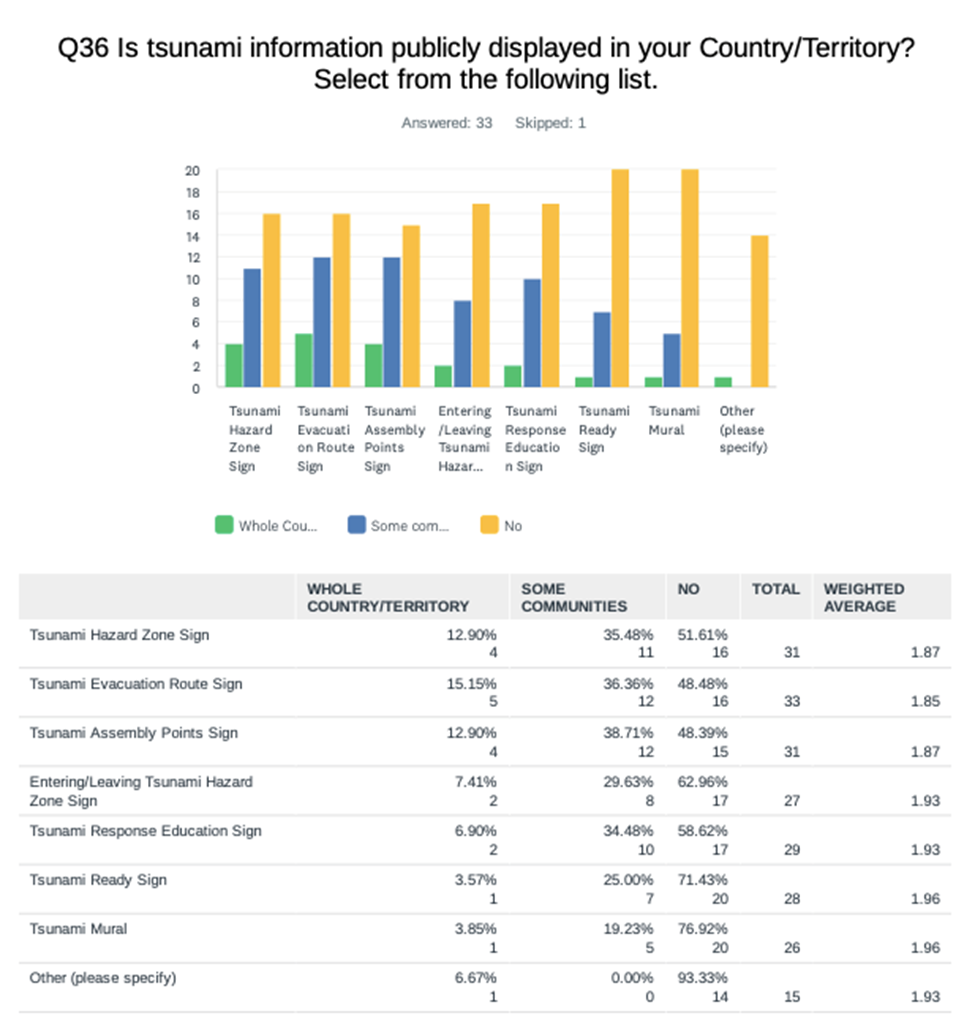 Q36 Is tsunami information publicly displayed in your Country/Territory?
Select from the following list.
Answered: 33 Skipped: 1
20
18
16
14
12
10
8
6
4
2
0
Tsunami
Hazard
Zone
Sign
Tsunami
Evacuati
on Route
Sign
Tsunami
Assembly
Points
Sign
Entering
/Leaving
Tsunami
Hazar...
Tsunami
Response
Educatio
n Sign
Tsunami
Ready
Sign
Tsunami
Mural
Other
(please
specify)
Whole Cou... Some com... No
WHOLE
COUNTRY/TERRITORY
SOME
COMMUNITIES
NO
TOTAL
WEIGHTED
AVERAGE
Tsunami Hazard Zone Sign 12.90% 35.48% 51.61%
4 11 16 31 1.87
Tsunami Evacuation Route Sign 15.15% 36.36% 48.48%
5 12 16 33 1.85
Tsunami Assembly Points Sign 12.90% 38.71% 48.39%
4 12 15 31 1.87
Entering/Leaving Tsunami Hazard 7.41% 29.63% 62.96%
Zone Sign 2 8 17 27 1.93
Tsunami Response Education Sign 6.90% 34.48% 58.62%
2 10 17 29 1.93
Tsunami Ready Sign 3.57% 25.00% 71.43%
1 7 20 28 1.96
Tsunami Mural 3.85% 19.23% 76.92%
1 5 20 26 1.96
Other (please specify) 6.67% 0.00% 93.33%
1 0 14 15 1.93